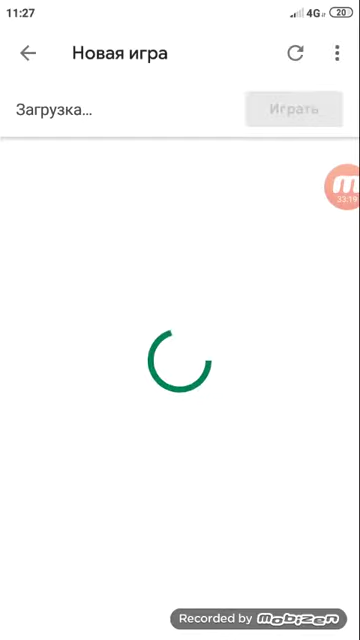 11:27 4G 20
Новая игра
Загрузка... Играть
33:19
Recorded by mobizen